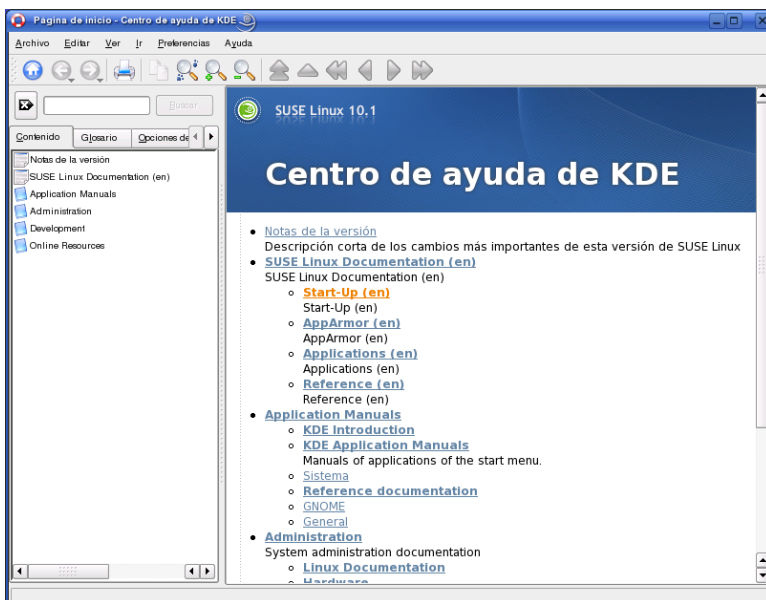 Página de inicio - Centro de ayuda de KDE
Archivo Editar Ver Ir Preferencias Ayuda
Buscar
Contenido Glosario Opciones de
Notas de la versión
SUSE Linux Documentation (en)
Application Manuals
Administration
Development
Online Resources
SUSE Linux 10.1
Centro de ayuda de KDE
Notas de la versión
Descripción corta de los cambios más importantes de esta versión de SUSE Linux
SUSE Linux Documentation (en)
SUSE Linux Documentation (en)
Start-Up (en)
Start-Up (en)
AppArmor (en)
AppArmor (en)
Applications (en)
Applications (en)
Reference (en)
Reference (en)
Application Manuals
KDE Introduction
KDE Application Manuals
Manuals of applications of the start menu.
Sistema
Reference documentation
GNOME
General
Administration
System administration documentation
Linux Documentation
Hardware